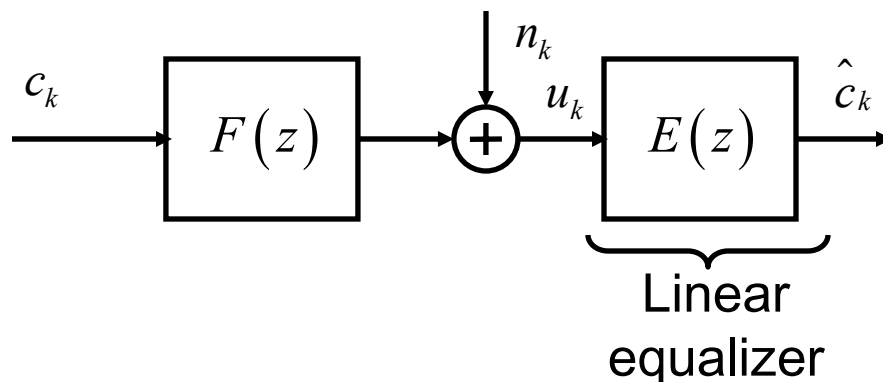 n_k
c_k
u_k
ĉ_k
F(z)
+
E(z)
Linear
equalizer